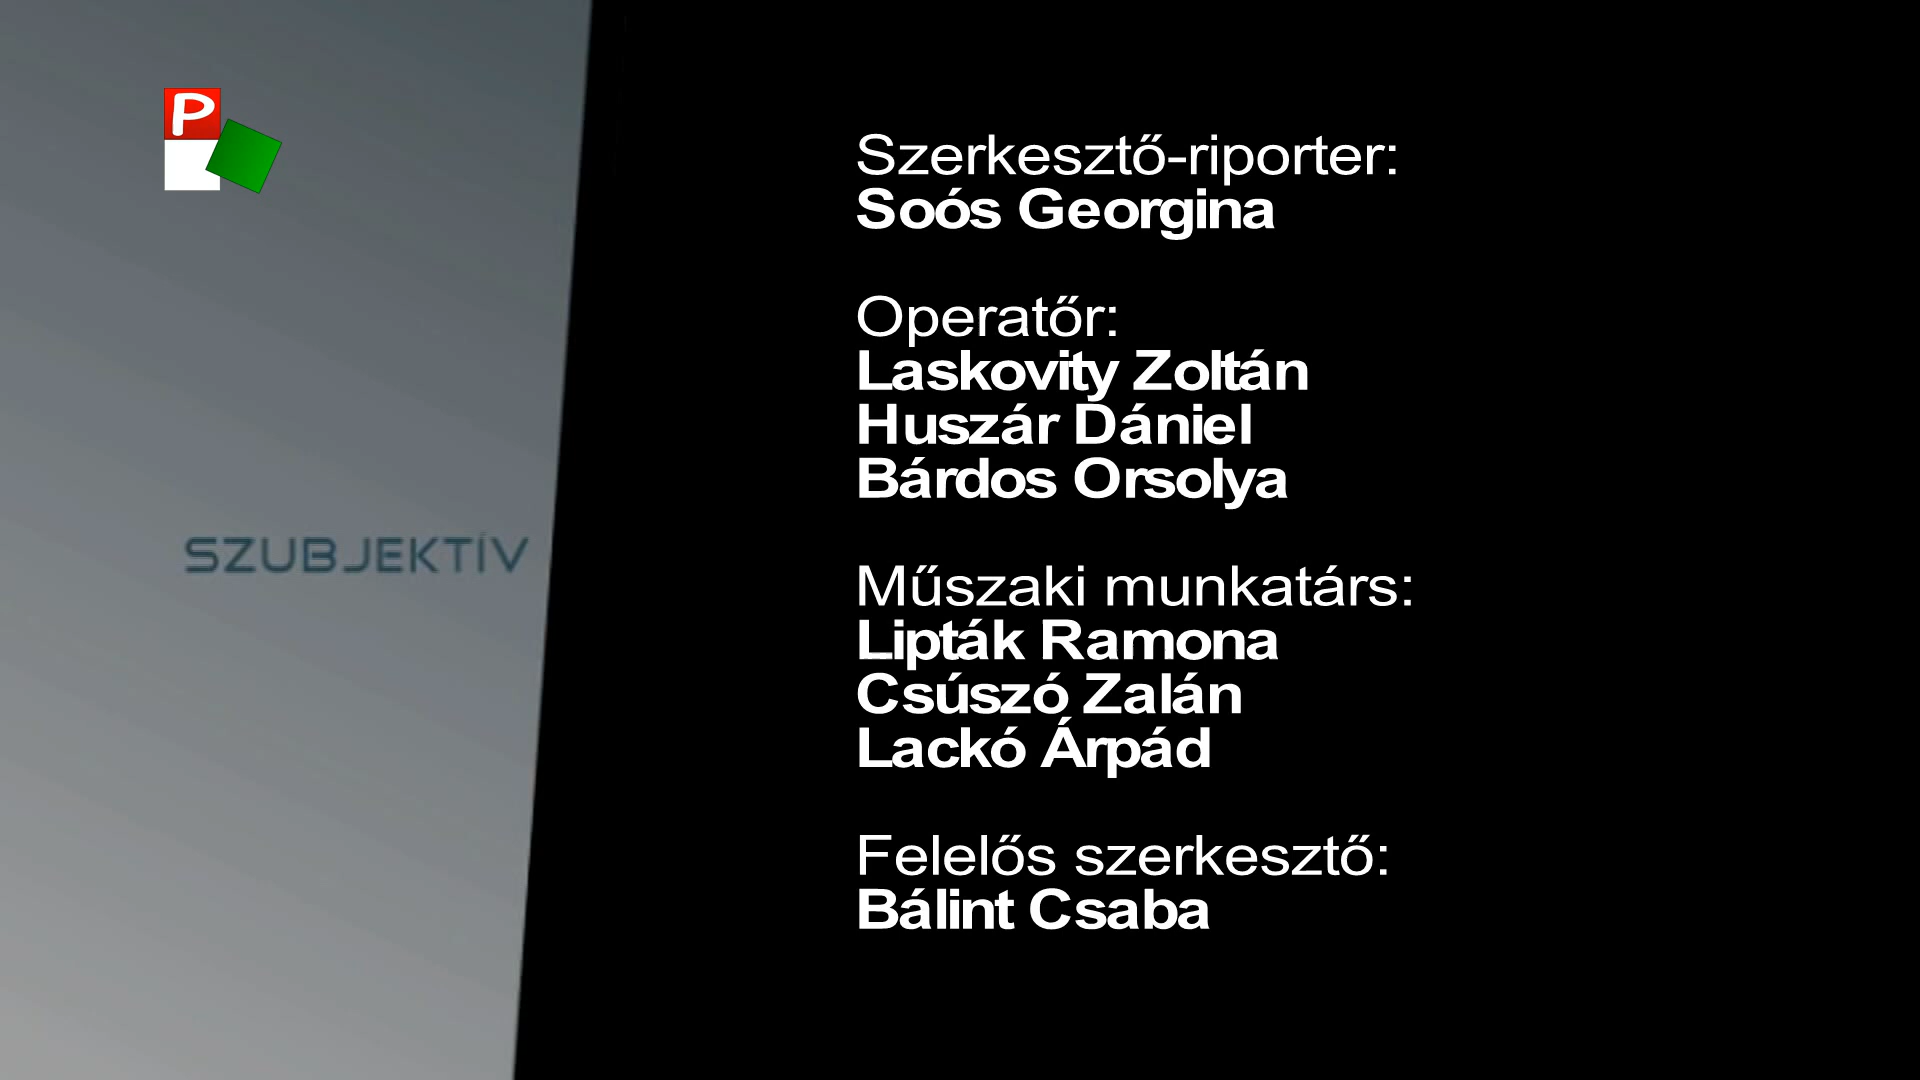 P
SZUBJEKTÍV
Szerkesztő-riporter:
Soós Georgina
Operatőr:
Laskovity Zoltán
Huszár Dániel
Bárdos Orsolya
Műszaki munkatárs:
Lipták Ramona
Csúszó Zalán
Lackó Árpád
Felelős szerkesztő:
Bálint Csaba